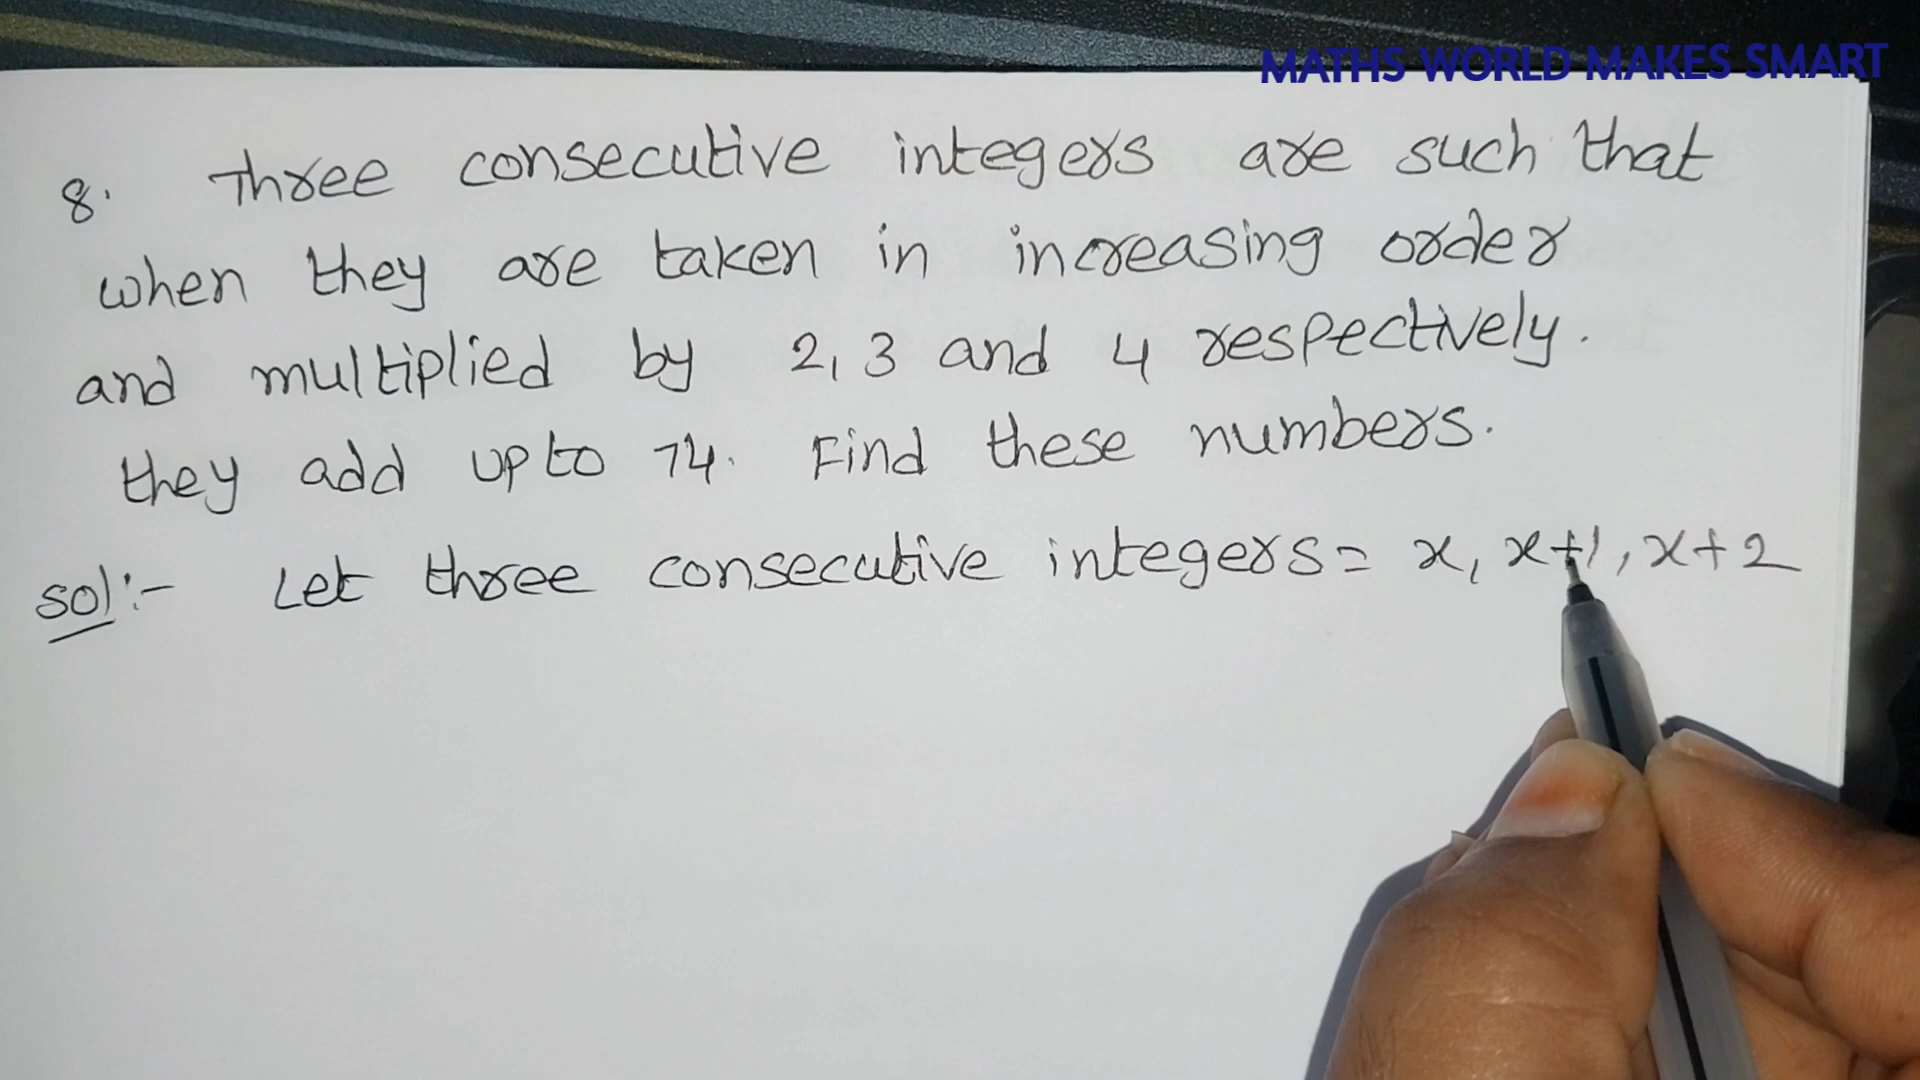 MATHS WORLD MAKES SMART
8. Three consecutive integers are such that
when they are taken in increasing order
and multiplied by 2, 3 and 4 respectively.
they add upto 74. Find these numbers.
Sol:- Let three consecutive integers = x, x+1, x+2